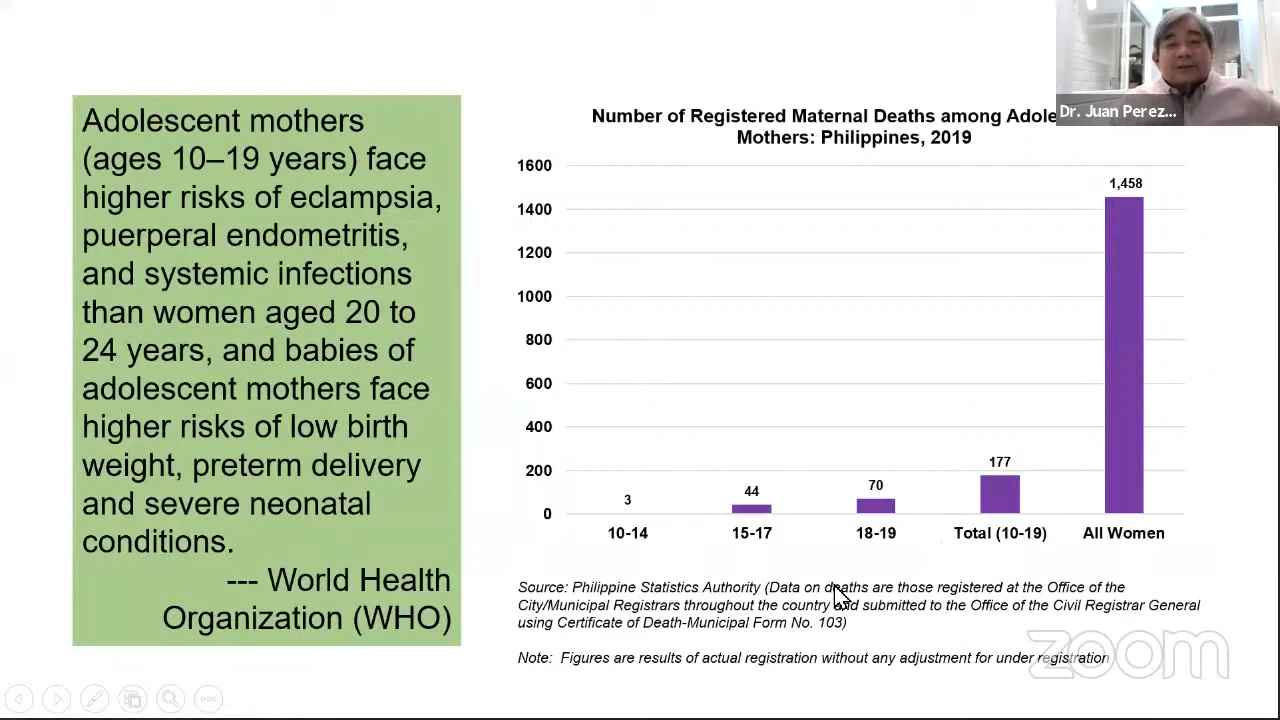 Adolescent mothers
(ages 10–19 years) face
higher risks of eclampsia,
puerperal endometritis,
and systemic infections
than women aged 20 to
24 years, and babies of
adolescent mothers face
higher risks of low birth
weight, preterm delivery
and severe neonatal
conditions.
--- World Health
Organization (WHO)
Dr. Juan Perez...
Number of Registered Maternal Deaths among Adole
Mothers: Philippines, 2019
1600
1400
1200
1000
800
600
400
200
0
3
44
70
177
1,458
10-14
15-17
18-19
Total (10-19)
All Women
Source: Philippine Statistics Authority (Data on deaths are those registered at the Office of the
City/Municipal Registrars throughout the country and submitted to the Office of the Civil Registrar General
using Certificate of Death-Municipal Form No. 103)
Note: Figures are results of actual registration without any adjustment for under registration
zoom